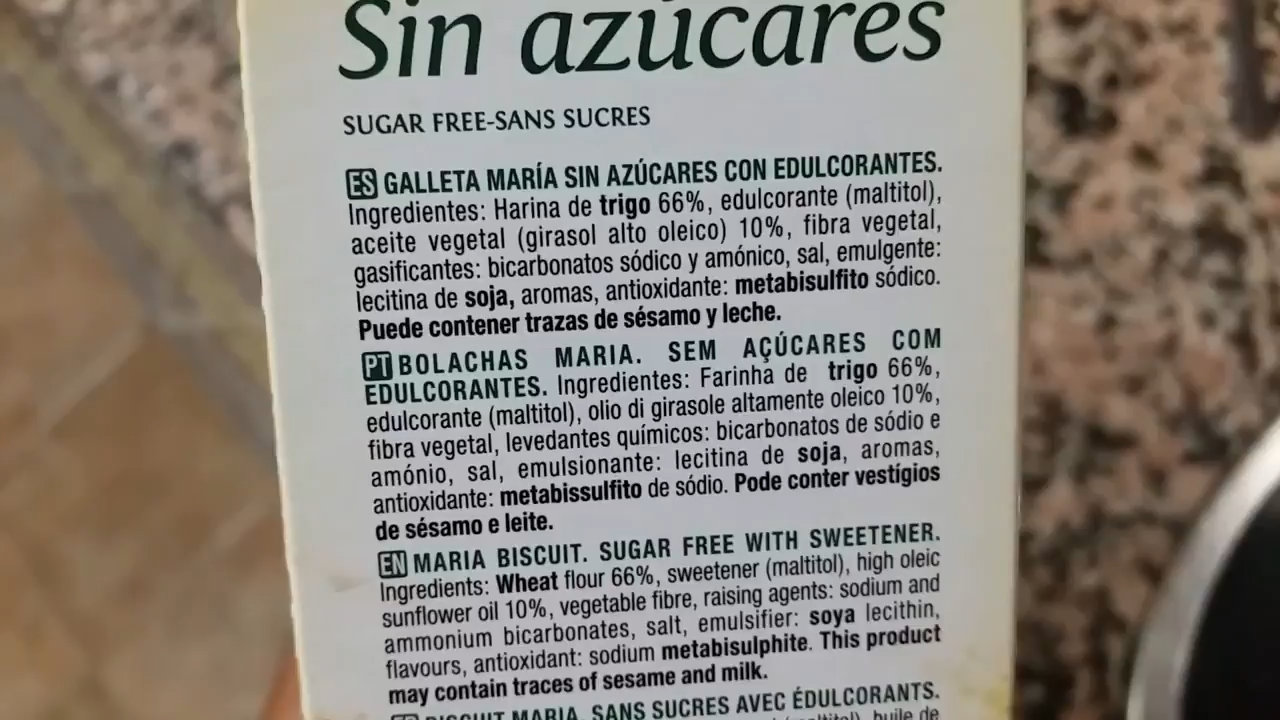 Sin azúcares
SUGAR FREE-SANS SUCRES
ES GALLETA MARÍA SIN AZÚCARES CON EDULCORANTES.
Ingredientes: Harina de trigo 66%, edulcorante (maltitol),
aceite vegetal (girasol alto oleico) 10%, fibra vegetal,
gasificantes: bicarbonatos sódico y amónico, sal, emulgente:
lecitina de soja, aromas, antioxidante: metabisulfito sódico.
Puede contener trazas de sésamo y leche.
PT BOLACHAS MARIA. SEM AÇÚCARES COM
EDULCORANTES. Ingredientes: Farinha de trigo 66%,
edulcorante (maltitol), olio di girasole altamente oleico 10%,
fibra vegetal, levedantes químicos: bicarbonatos de sódio e
amónio, sal, emulsionante: lecitina de soja, aromas,
antioxidante: metabissulfito de sódio. Pode conter vestígios
de sésamo e leite.
EN MARIA BISCUIT. SUGAR FREE WITH SWEETENER.
Ingredients: Wheat flour 66%, sweetener (maltitol), high oleic
sunflower oil 10%, vegetable fibre, raising agents: sodium and
ammonium bicarbonates, salt, emulsifier: soya lecithin,
flavours, antioxidant: sodium metabisulphite. This product
may contain traces of sesame and milk.
BISCUIT MARIA. SANS SUCRES AVEC ÉDULCORANTS.
(maltitol), huile de